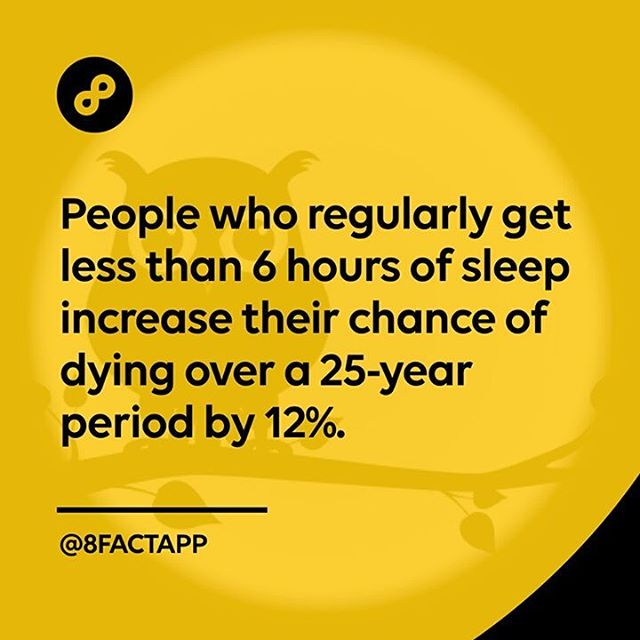 People who regularly get
less than 6 hours of sleep
increase their chance of
dying over a 25-year
period by 12%.
@8FACTAPP